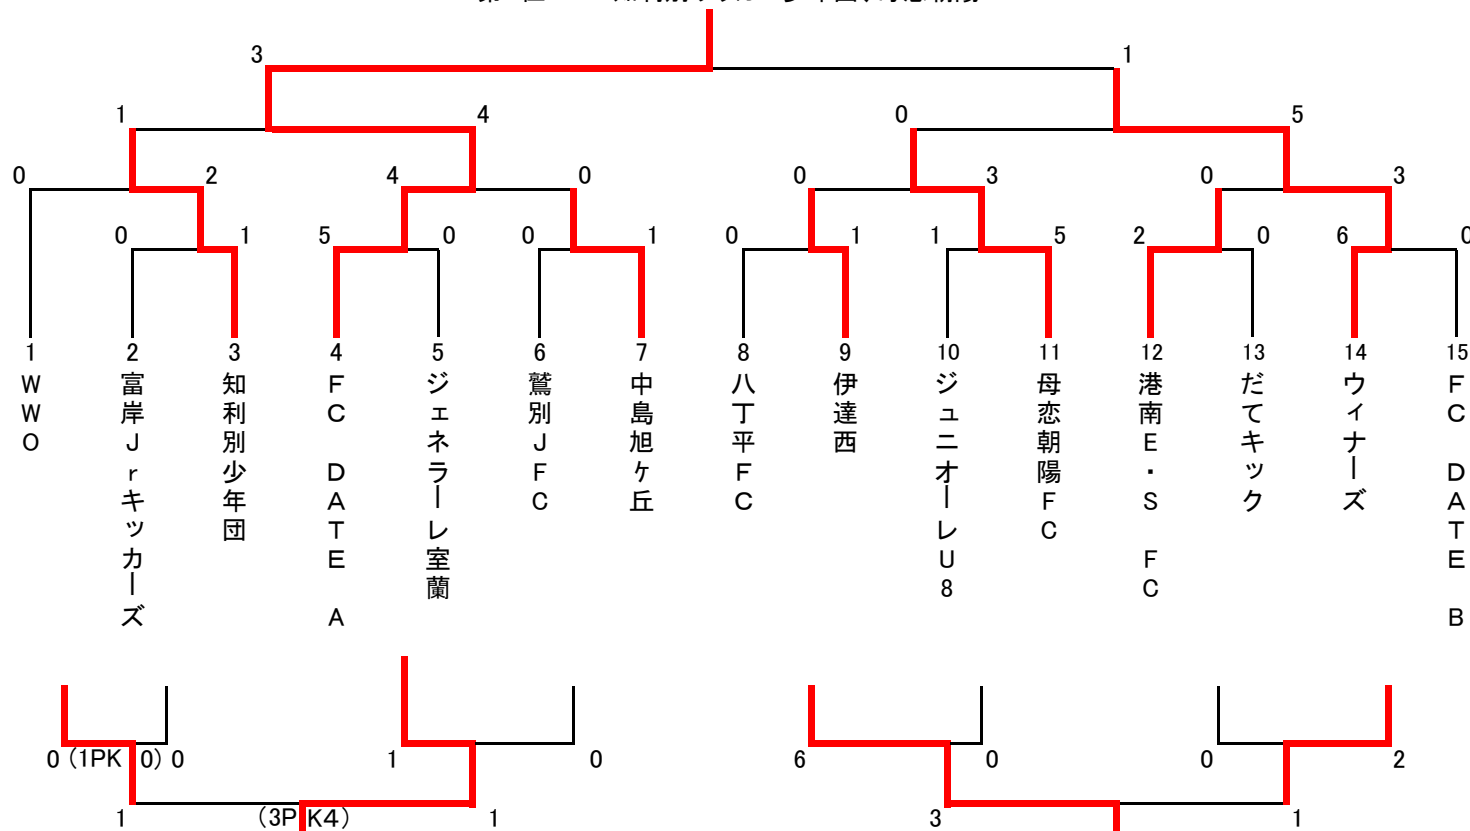 3 1
1 4 0 5
0 2 4 0 0 3 0 3
0 1 5 0 0 1 0 1 1 5 2 0 6 0
1 2 3 4 5 6 7 8 9 10 11 12 13 14 15
WWO
富岸Jrキッカーズ
知利別少年団
FC DATE A
ジェネラーレ室蘭
鷲別JFC
中島旭ケ丘
八丁平FC
伊達西
ジュニオーレU8
母恋朝陽FC
港南E・S FC
だてキック
ウィナーズ
FC DATE B
0 (1PK 0) 0 1 0 6 0 0 2
1 (3PK4) 1 3 1